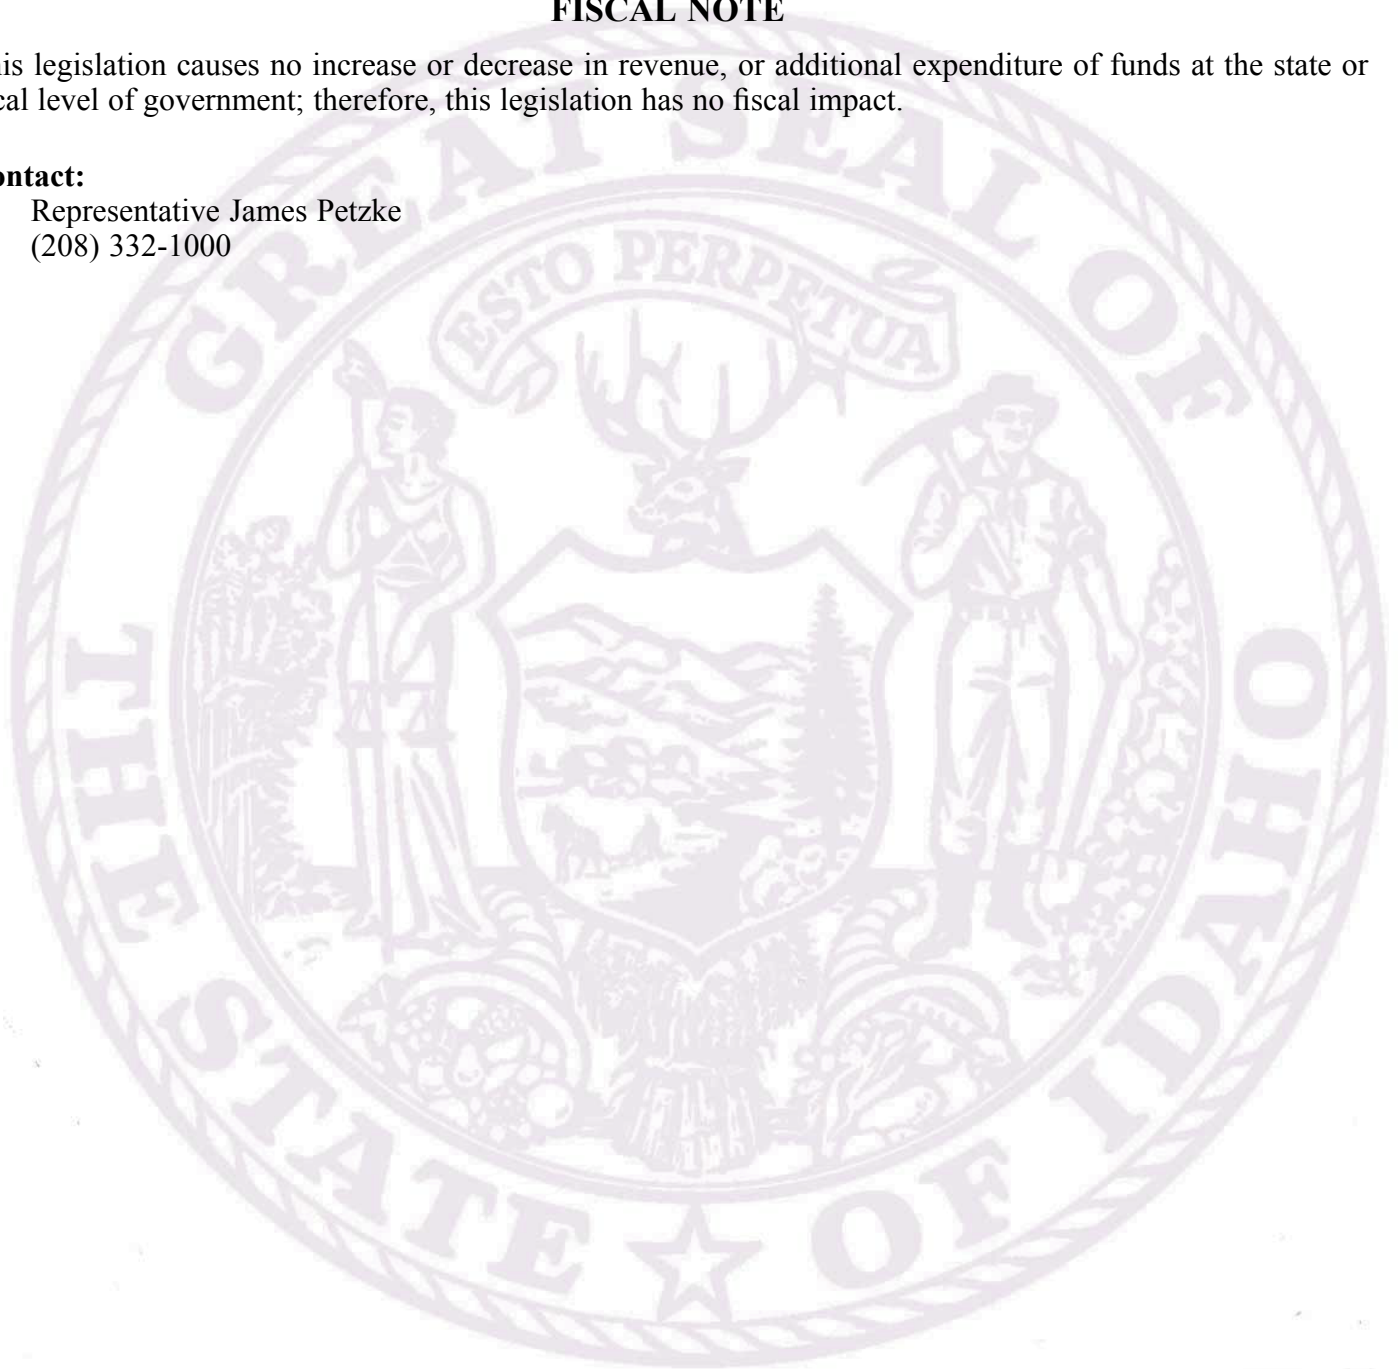 FISCAL NOTE
his legislation causes no increase or decrease in revenue, or additional expenditure of funds at the state or
cal level of government; therefore, this legislation has no fiscal impact.
ontact:
Representative James Petzke
(208) 332-1000
GREAT SEAL OF
ESTO PERPETUA
THE STATE OF IDAHO